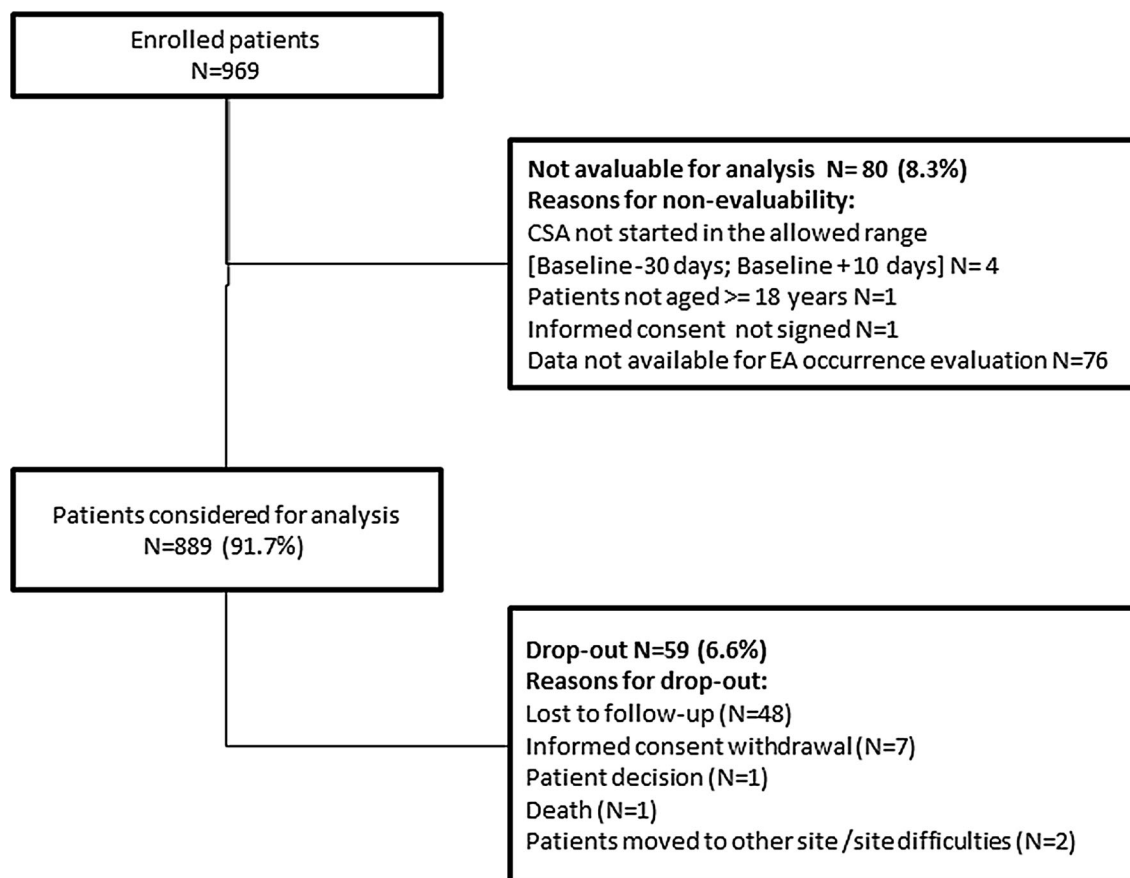 Enrolled patients
N=969
Not avaluable for analysis N= 80 (8.3%)
Reasons for non-evaluability:
CSA not started in the allowed range
[Baseline-30 days; Baseline+10 days] N= 4
Patients not aged >= 18 years N=1
Informed consent not signed N=1
Data not available for EA occurrence evaluation N=76
Patients considered for analysis
N=889 (91.7%)
Drop-out N=59 (6.6%)
Reasons for drop-out:
Lost to follow-up (N=48)
Informed consent withdrawal (N=7)
Patient decision (N=1)
Death (N=1)
Patients moved to other site /site difficulties (N=2)